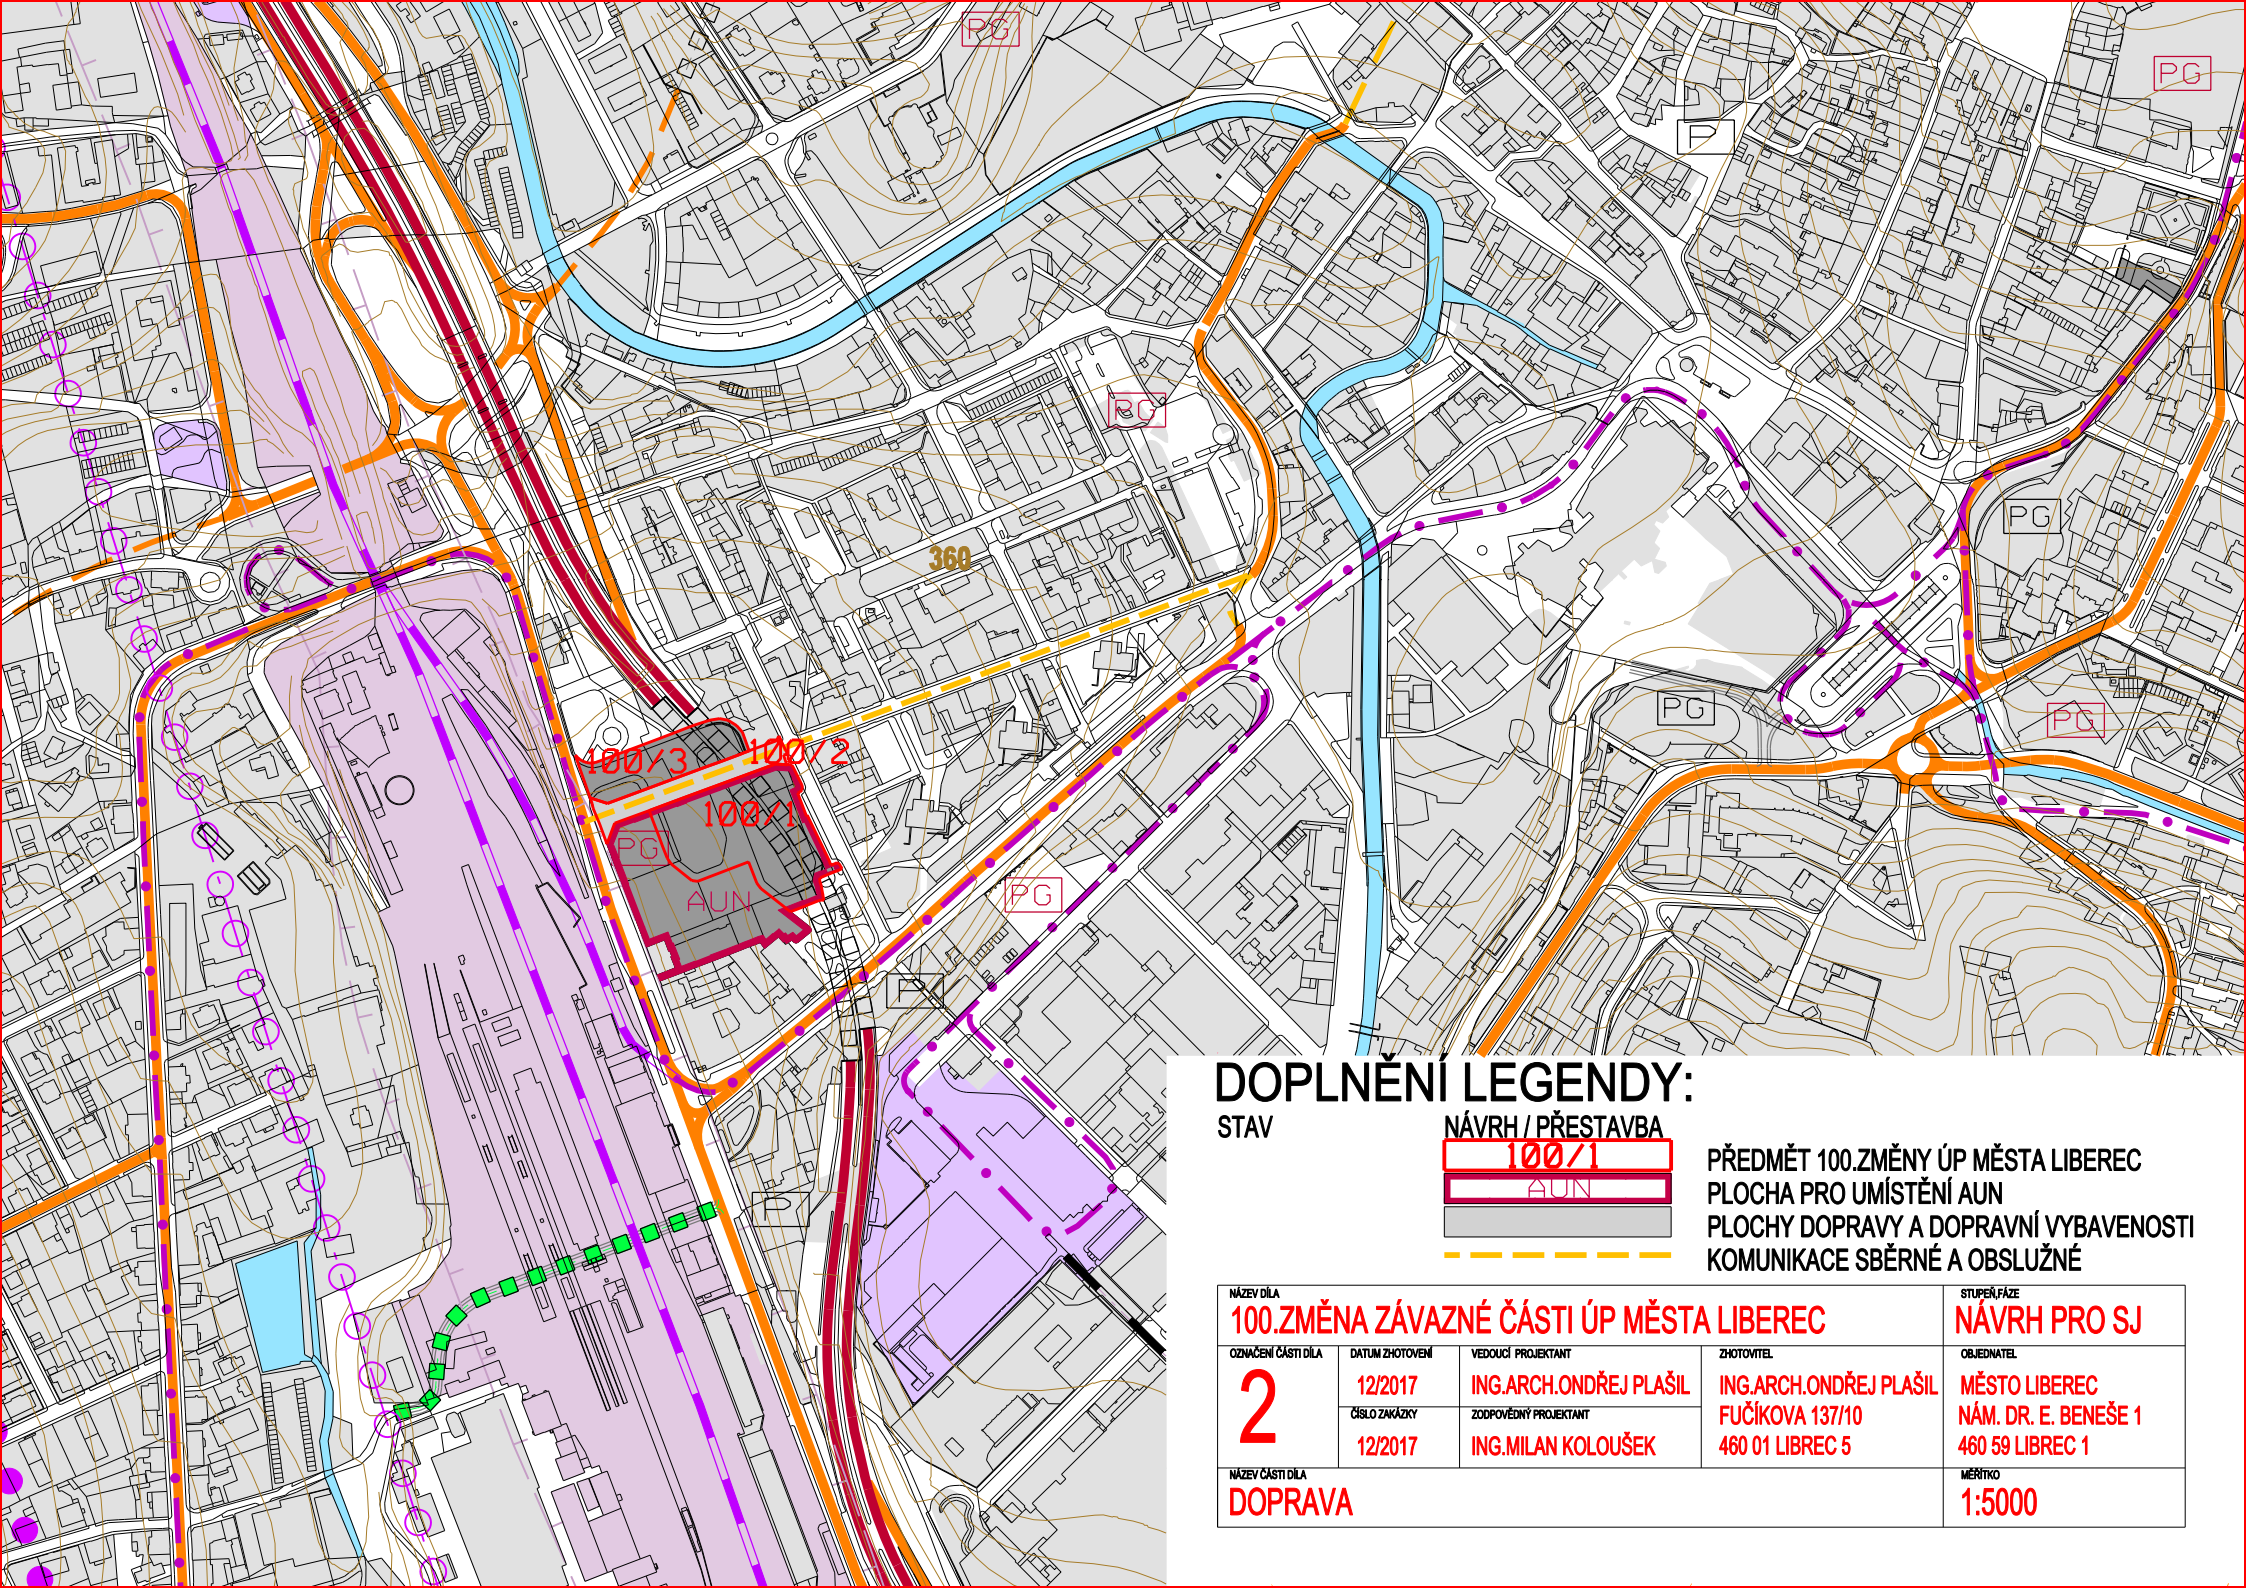 PG
PG
P
PG
PG
360
PG
PG
100/3
100/2
100/1
PG
AUN
PG
P
P
DOPLNĚNÍ LEGENDY:
STAV
NÁVRH / PŘESTAVBA
100/1
PŘEDMĚT 100.ZMĚNY ÚP MĚSTA LIBEREC
AUN
PLOCHA PRO UMÍSTĚNÍ AUN
PLOCHY DOPRAVY A DOPRAVNÍ VYBAVENOSTI
KOMUNIKACE SBĚRNÉ A OBSLUŽNÉ
NÁZEV DÍLA
100.ZMĚNA ZÁVAZNÉ ČÁSTI ÚP MĚSTA LIBEREC
STUPEŇ,FÁZE
NÁVRH PRO SJ
OZNAČENÍ ČÁSTI DÍLA
2
DATUM ZHOTOVENÍ
12/2017
ČÍSLO ZAKÁZKY
12/2017
VEDOUCÍ PROJEKTANT
ING.ARCH.ONDŘEJ PLAŠIL
ZODPOVĚDNÝ PROJEKTANT
ING.MILAN KOLOUŠEK
ZHOTOVITEL
ING.ARCH.ONDŘEJ PLAŠIL
FUČÍKOVA 137/10
460 01 LIBREC 5
OBJEDNATEL
MĚSTO LIBEREC
NÁM. DR. E. BENEŠE 1
460 59 LIBREC 1
NÁZEV ČÁSTI DÍLA
DOPRAVA
MĚŘÍTKO
1:5000